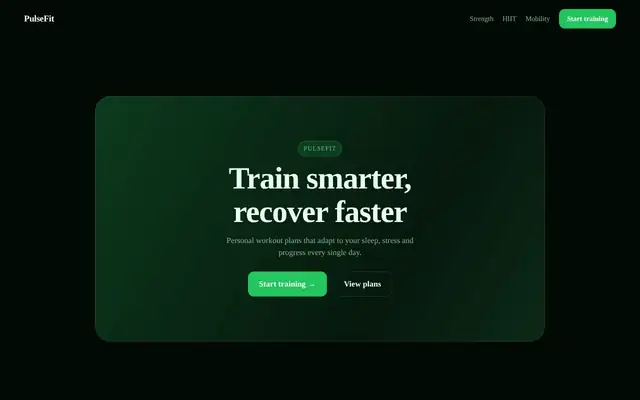 PulseFit
Strength
HIIT
Mobility
Start training
PULSEFIT
Train smarter,
recover faster
Personal workout plans that adapt to your sleep, stress and
progress every single day.
Start training →
View plans